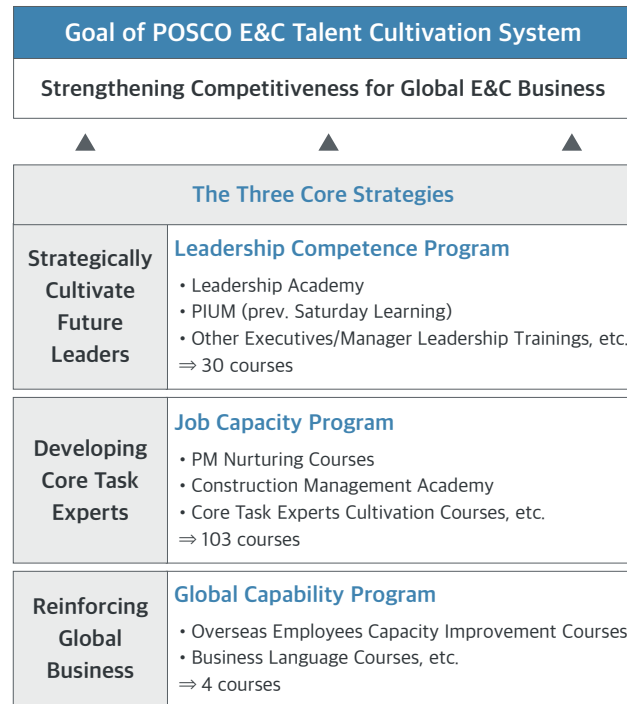 Goal of POSCO E&C Talent Cultivation System
Strengthening Competitiveness for Global E&C Business
The Three Core Strategies
Strategically
Cultivate
Future
Leaders
Leadership Competence Program
• Leadership Academy
• PIUM (prev. Saturday Learning)
• Other Executives/Manager Leadership Trainings, etc.
⇒ 30 courses
Developing
Core Task
Experts
Job Capacity Program
• PM Nurturing Courses
• Construction Management Academy
• Core Task Experts Cultivation Courses, etc.
⇒ 103 courses
Reinforcing
Global
Business
Global Capability Program
• Overseas Employees Capacity Improvement Courses
• Business Language Courses, etc.
⇒ 4 courses